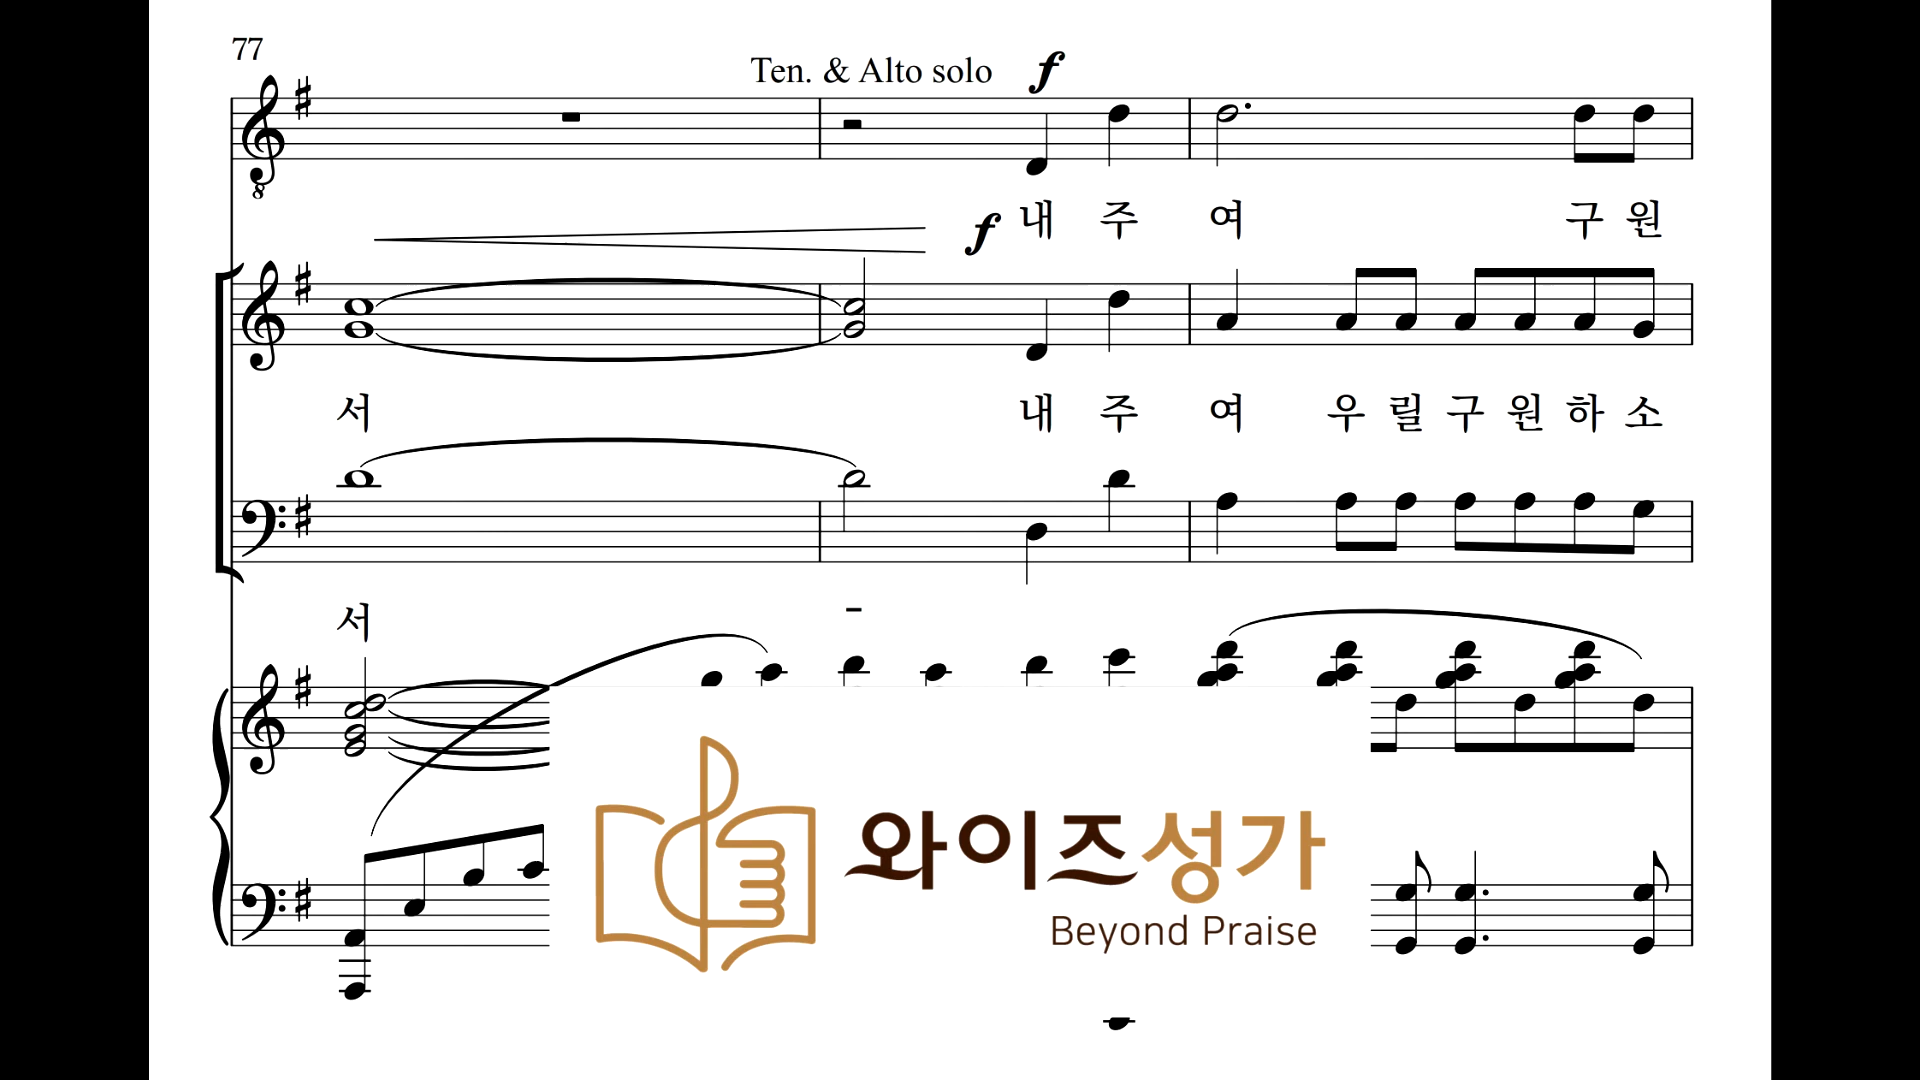 77
Ten. & Alto solo
f
내 주 여 구 원
f
서 내 주 여 우 릴 구 원 하 소
서 -
와이즈성가
Beyond Praise